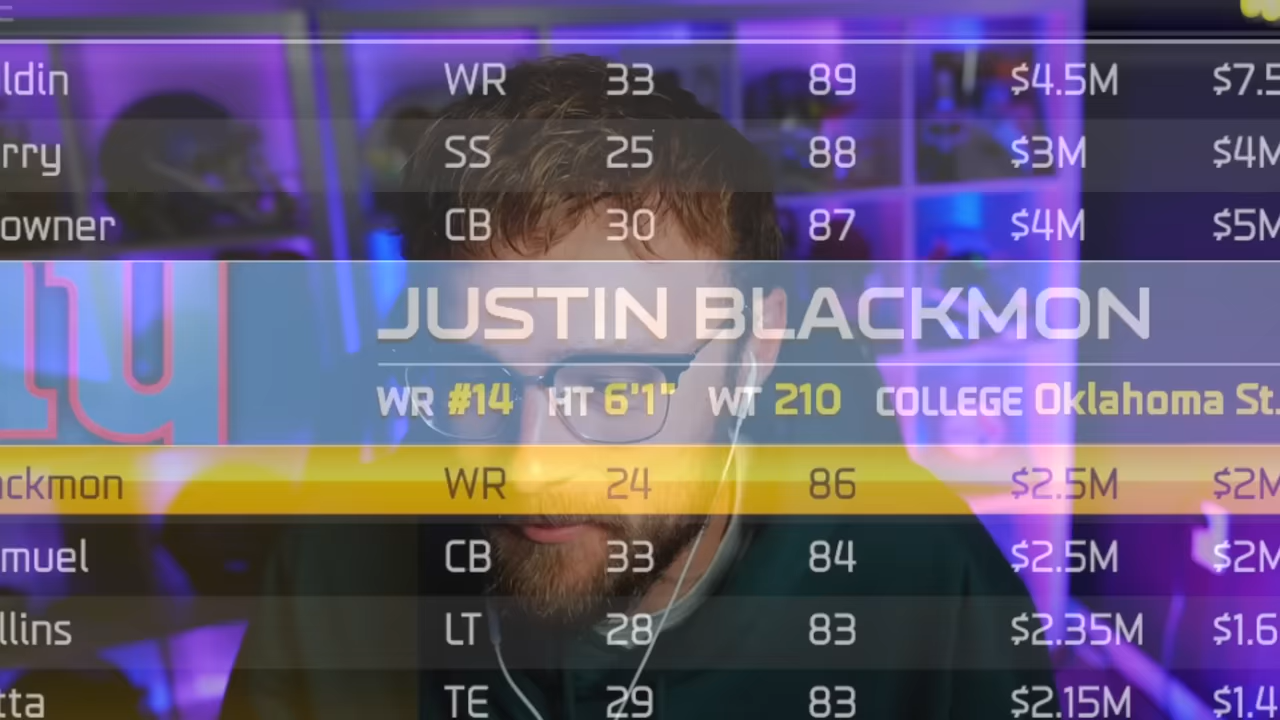 ldin WR 33 89 $4.5M $7.5
rry SS 25 88 $3M $4M
owner CB 30 87 $4M $5M
ny
JUSTIN BLACKMON
WR #14 HT 6'1" WT 210 COLLEGE Oklahoma St.
ackmon WR 24 86 $2.5M $2M
muel CB 33 84 $2.5M $2M
llins LT 28 83 $2.35M $1.6
tta TE 29 83 $2.15M $1.4